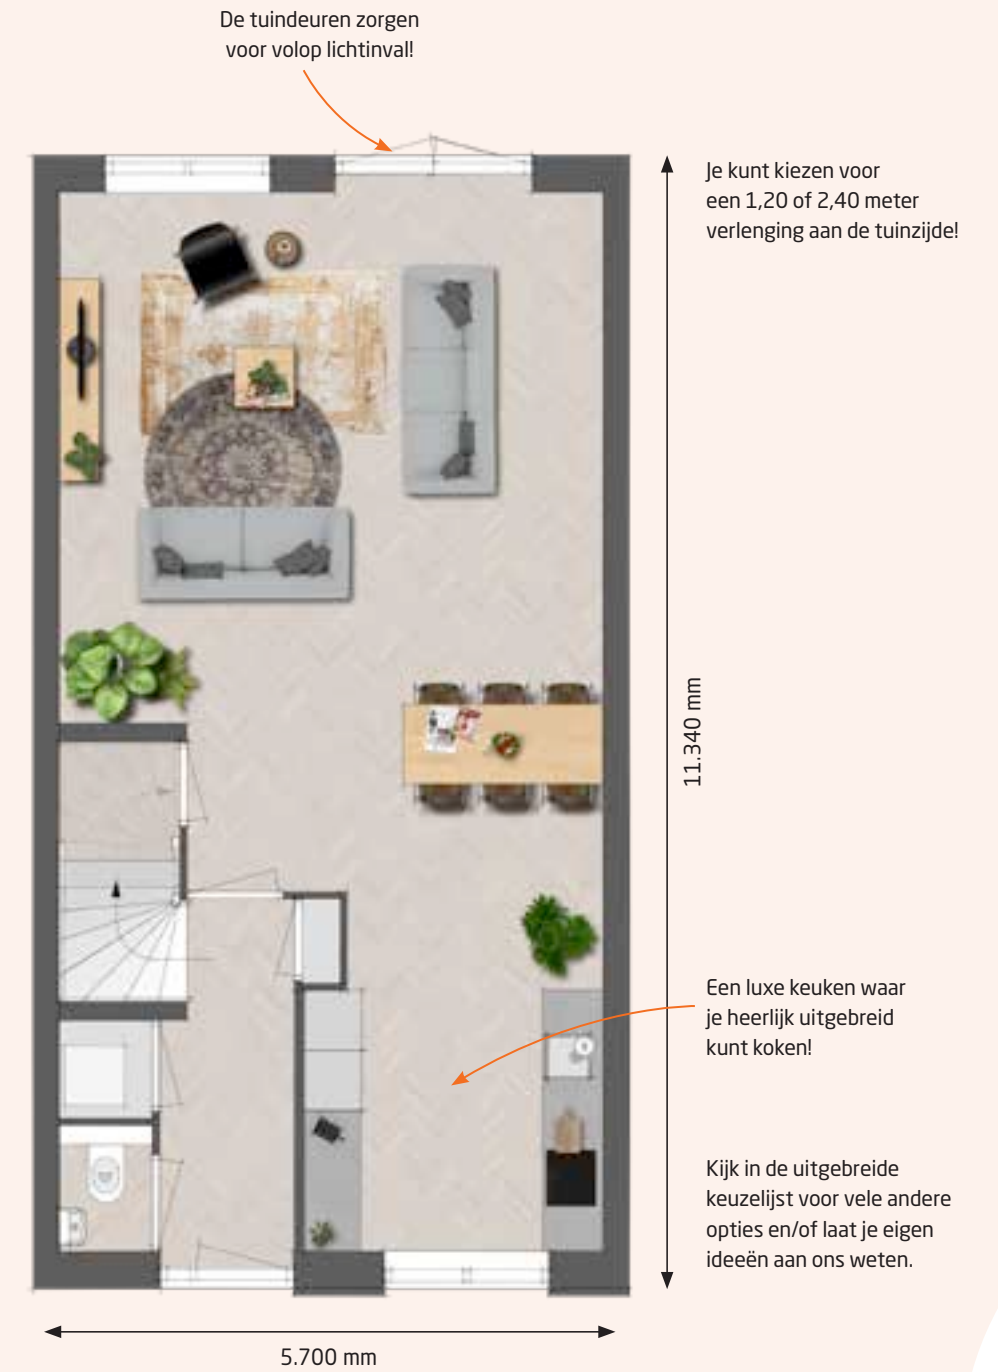 De tuindeuren zorgen
voor volop lichtinval!
Je kunt kiezen voor
een 1,20 of 2,40 meter
verlenging aan de tuinzijde!
11.340 mm
Een luxe keuken waar
je heerlijk uitgebreid
kunt koken!
Kijk in de uitgebreide
keuzelijst voor vele andere
opties en/of laat je eigen
ideeën aan ons weten.
5.700 mm